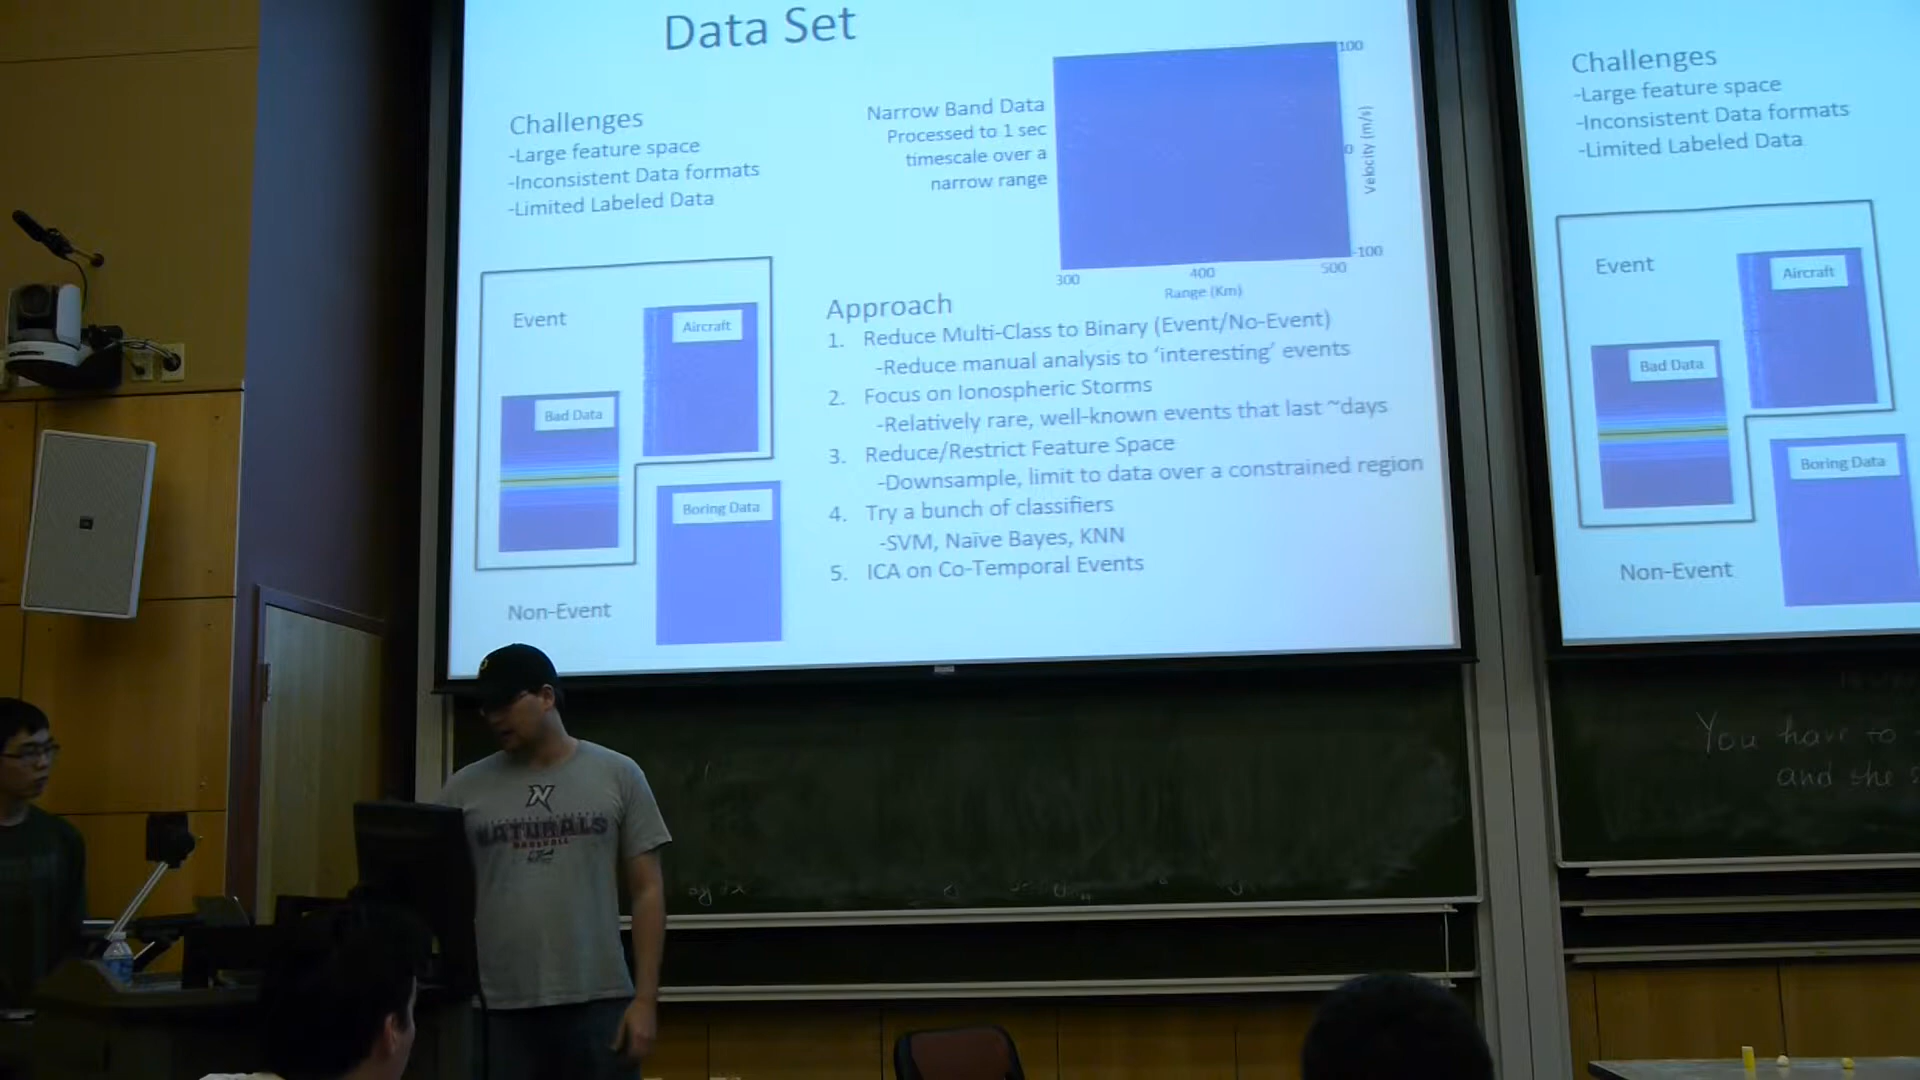 Data Set
Challenges
-Large feature space
-Inconsistent Data formats
-Limited Labeled Data
Narrow Band Data
Processed to 1 sec
timescale over a
narrow range
100
0
-100
Velocity (m/s)
300
400
500
Range (Km)
Event
Aircraft
Bad Data
Boring Data
Non-Event
Approach
1. Reduce Multi-Class to Binary (Event/No-Event)
-Reduce manual analysis to ‘interesting’ events
2. Focus on Ionospheric Storms
-Relatively rare, well-known events that last ~days
3. Reduce/Restrict Feature Space
-Downsample, limit to data over a constrained region
4. Try a bunch of classifiers
-SVM, Naïve Bayes, KNN
5. ICA on Co-Temporal Events
Challenges
-Large feature space
-Inconsistent Data formats
-Limited Labeled Data
Event
Aircraft
Bad Data
Boring Data
Non-Event
You have to
and she
N
NATURALS
BASEBALL